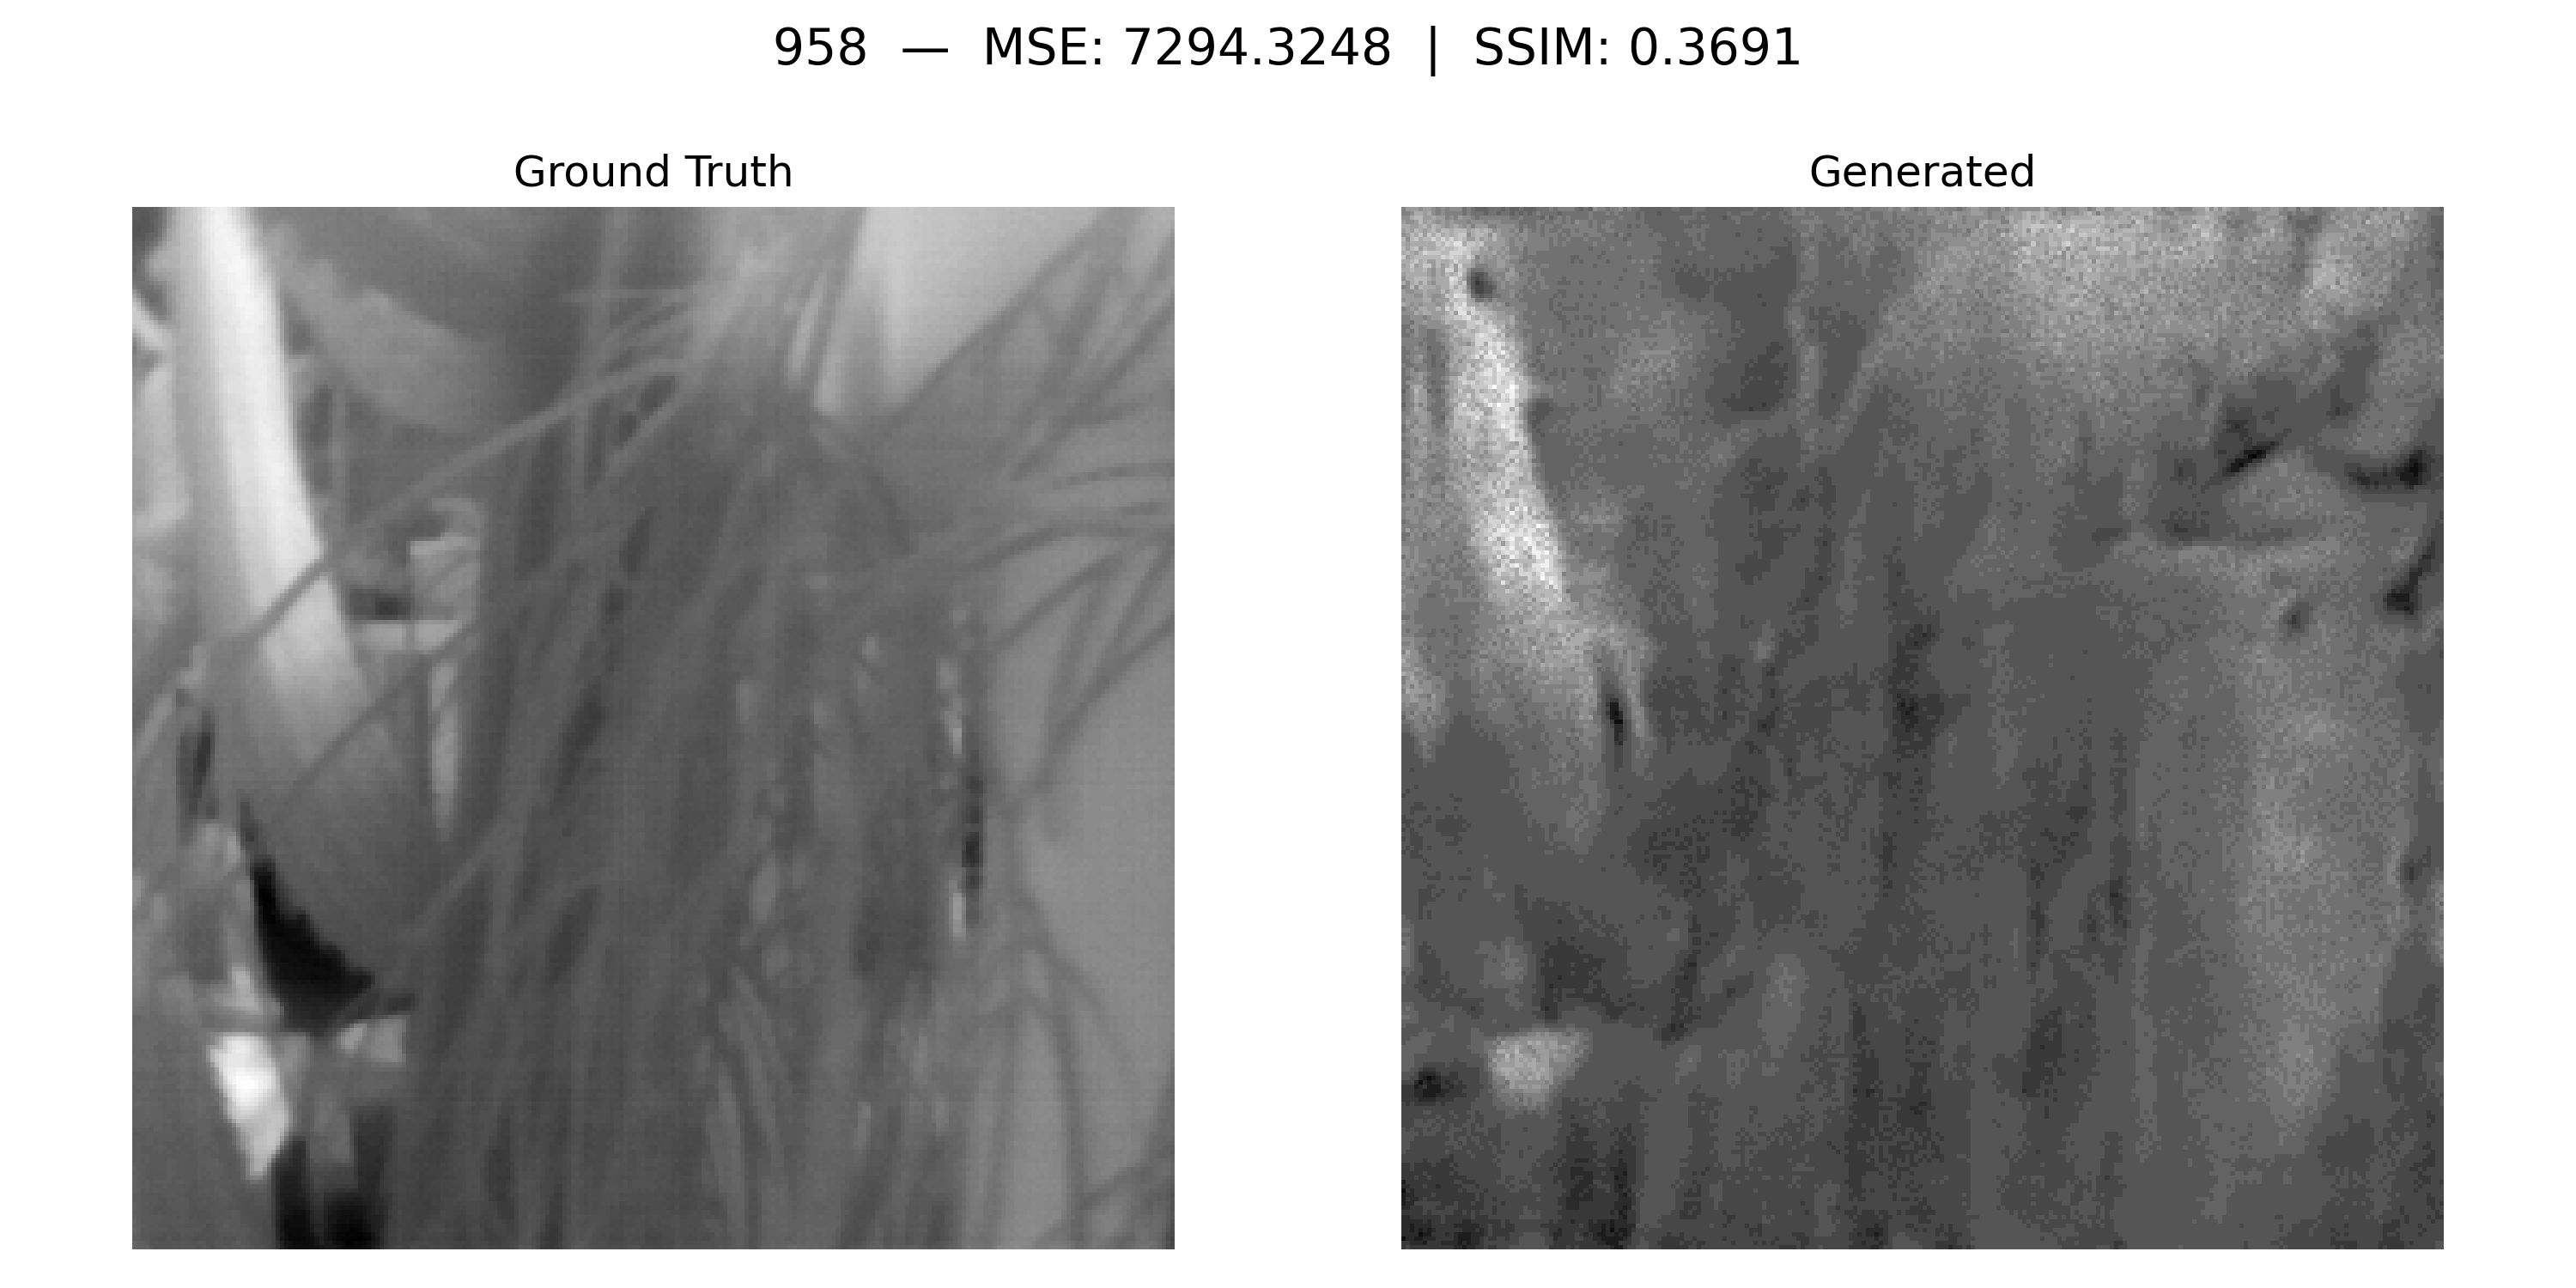 958 — MSE: 7294.3248 | SSIM: 0.3691
Ground Truth
Generated